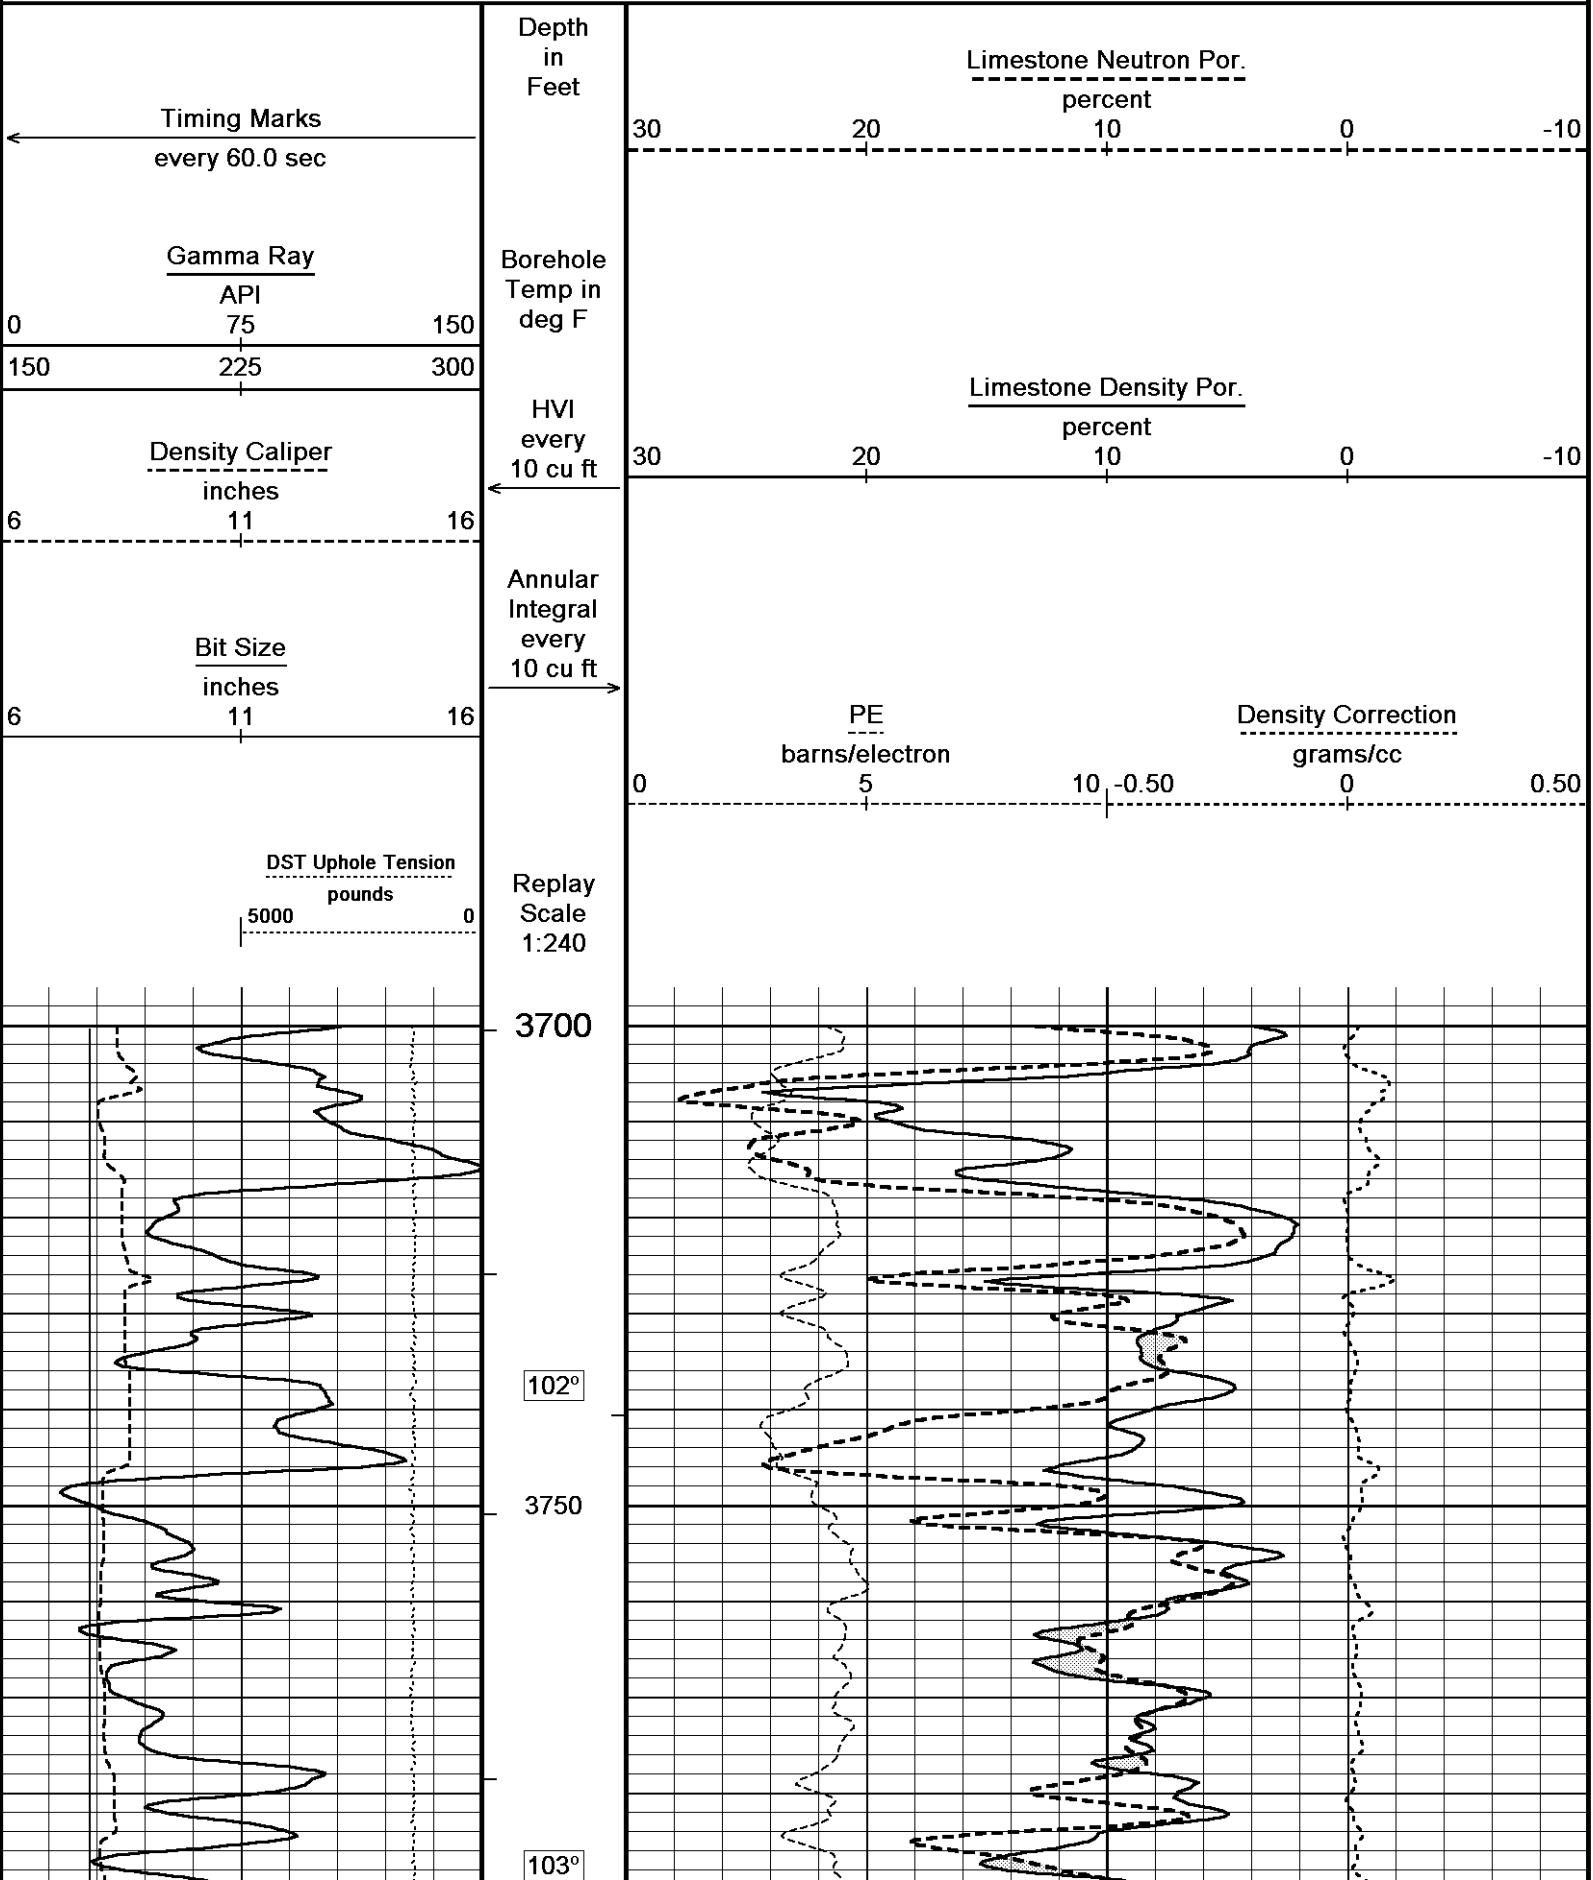 Timing Marks
every 60.0 sec
Gamma Ray
API
0 75 150
150 225 300
Density Caliper
inches
6 11 16
Bit Size
inches
6 11 16
DST Uphole Tension
pounds
5000 0
Depth
in
Feet
Borehole
Temp in
deg F
HVI
every
10 cu ft
Annular
Integral
every
10 cu ft
Replay
Scale
1:240
Limestone Neutron Por.
percent
30 20 10 0 -10
Limestone Density Por.
percent
30 20 10 0 -10
PE
barns/electron
0 5 10
Density Correction
grams/cc
-0.50 0 0.50
3700
102º
3750
103º